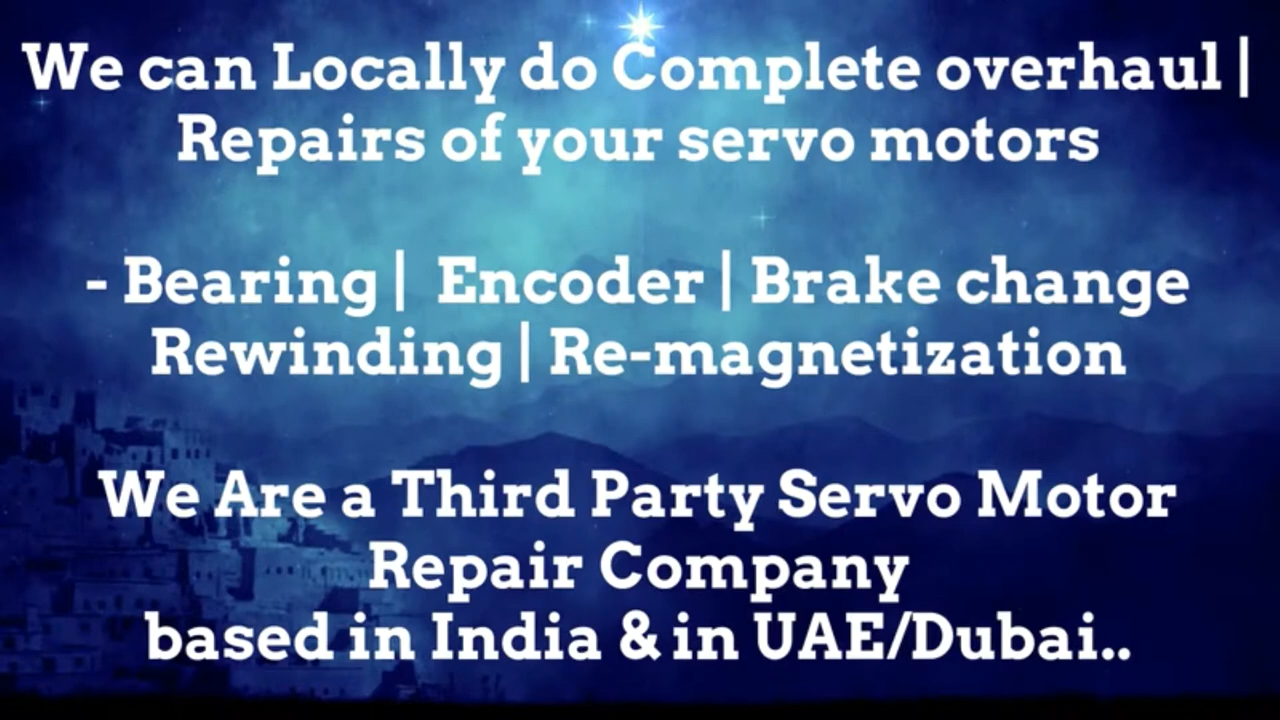 We can Locally do Complete overhaul |
Repairs of your servo motors
- Bearing | Encoder | Brake change
Rewinding | Re-magnetization
We Are a Third Party Servo Motor
Repair Company
based in India & in UAE/Dubai..